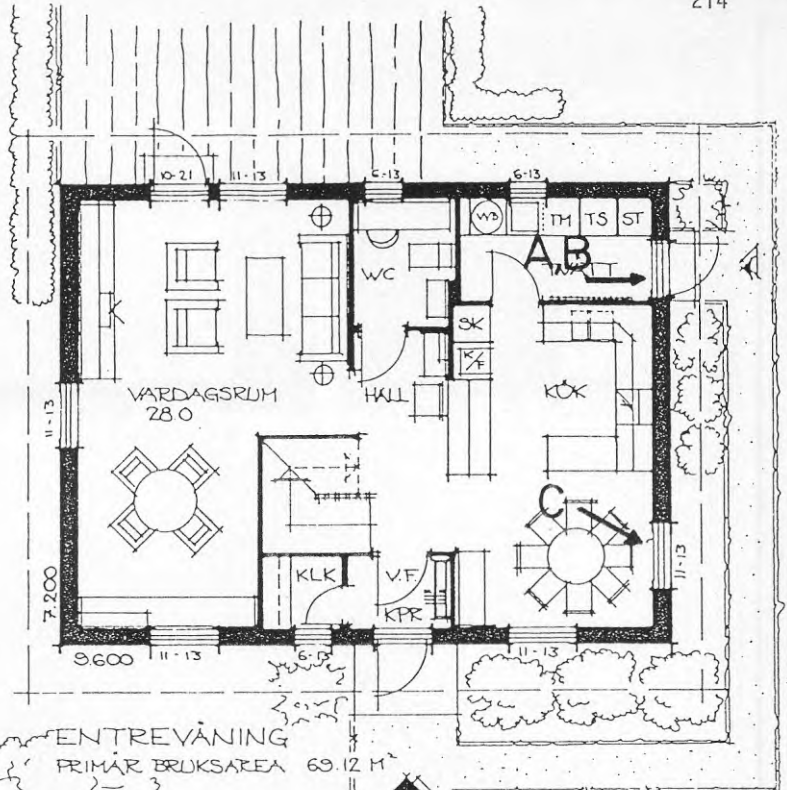 214
10-21
11-13
6-13
6-13
VB
TM
TS
ST
WC
A B
SK
K/F
KÖK
VARDAGSRUM
28.0
HALL
11-13
C
KLK
V.F.
KPR
11-13
7.200
9.600
11-13
6-13
11-13
ENTREVÅNING
PRIMÄR BRUKSAREA 69.12 M²